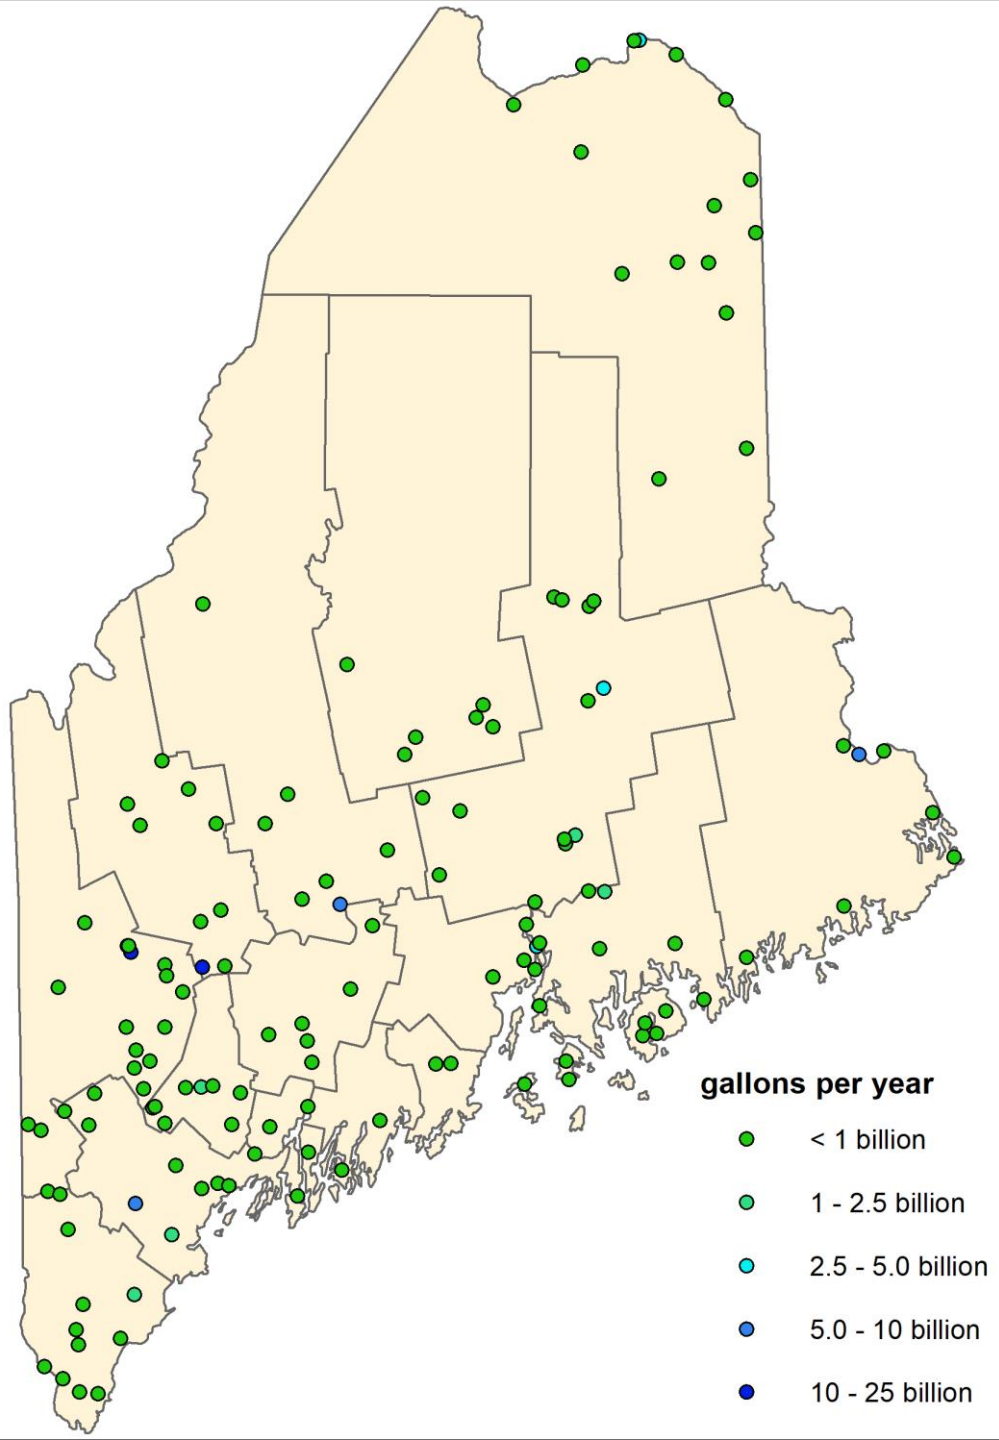 gallons per year
< 1 billion
1 - 2.5 billion
2.5 - 5.0 billion
5.0 - 10 billion
10 - 25 billion